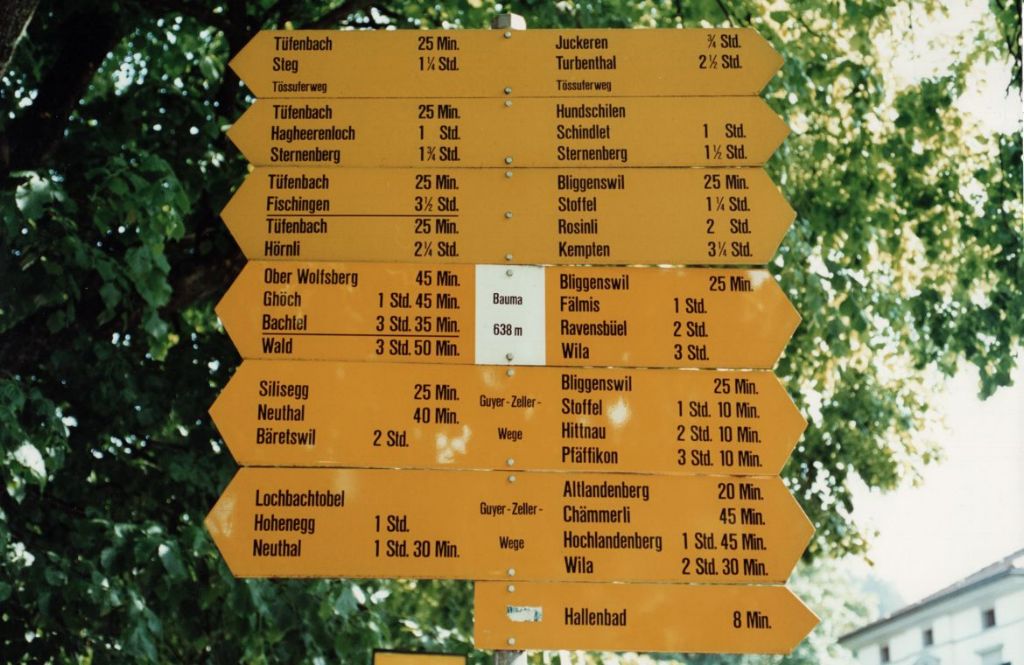 Tüfenbach 25 Min. Juckeren ¾ Std.
Steg 1¼ Std. Turbenthal 2½ Std.
Tössuferweg Tössuferweg
Tüfenbach 25 Min. Hundschilen
Hagheerenloch 1 Std. Schindlet 1 Std.
Sternenberg 1¾ Std. Sternenberg 1½ Std.
Tüfenbach 25 Min. Bliggenswil 25 Min.
Fischingen 3½ Std. Stoffel 1¼ Std.
Tüfenbach 25 Min. Rosinli 2 Std.
Hörnli 2¼ Std. Kempten 3¼ Std.
Ober Wolfsberg 45 Min. Bliggenswil 25 Min.
Ghöch 1 Std. 45 Min. Bauma Fälmis 1 Std.
Bachtel 3 Std. 35 Min. 638 m Ravensbüel 2 Std.
Wald 3 Std. 50 Min. Wila 3 Std.
Silisegg 25 Min. Bliggenswil 25 Min.
Neuthal 40 Min. Guyer-Zeller- Stoffel 1 Std. 10 Min.
Bäretswil 2 Std. Wege Hittnau 2 Std. 10 Min.
Pfäffikon 3 Std. 10 Min.
Lochbachtobel Altlandenberg 20 Min.
Hohenegg 1 Std. Guyer-Zeller- Chämmerli 45 Min.
Neuthal 1 Std. 30 Min. Wege Hochlandenberg 1 Std. 45 Min.
Wila 2 Std. 30 Min.
Hallenbad 8 Min.